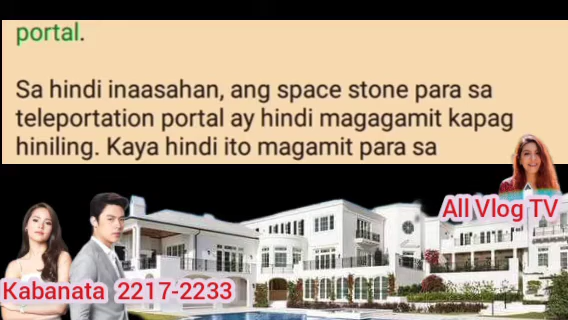 portal.
Sa hindi inaasahan, ang space stone para sa
teleportation portal ay hindi magagamit kapag
hiniling. Kaya hindi ito magamit para sa
All Vlog TV
Kabanata 2217-2233